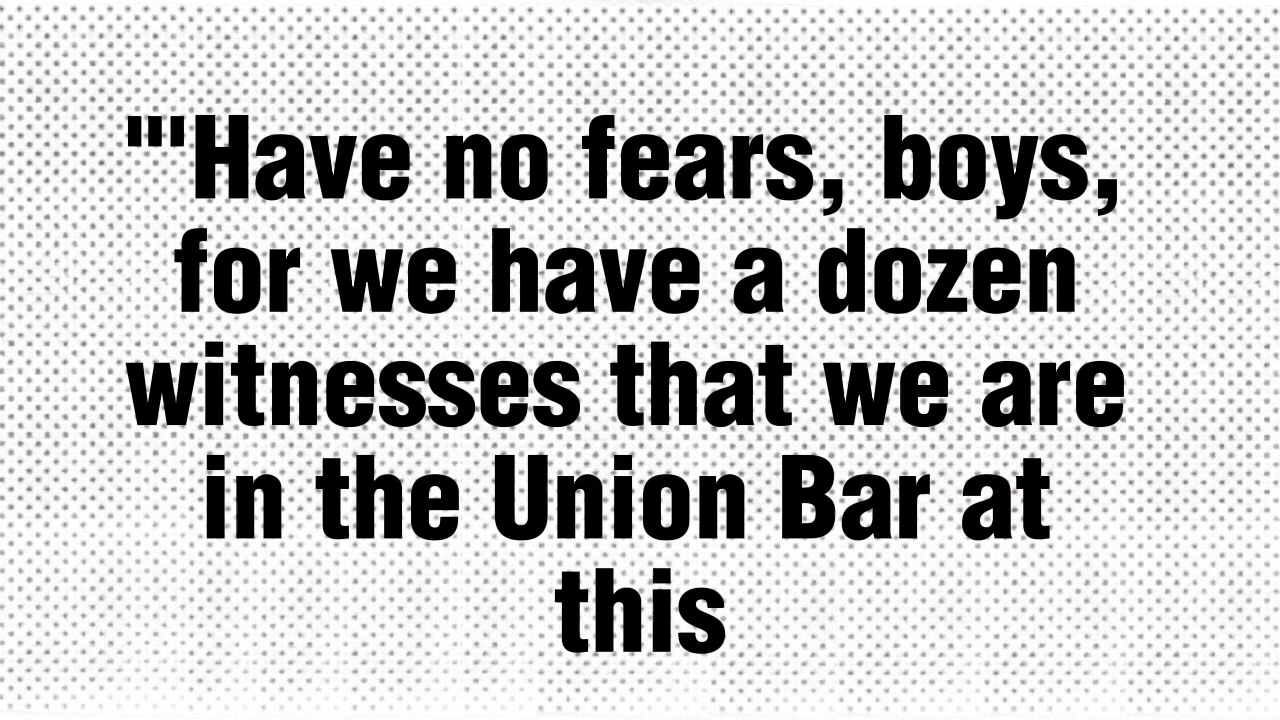 "'Have no fears, boys,
for we have a dozen
witnesses that we are
in the Union Bar at
this